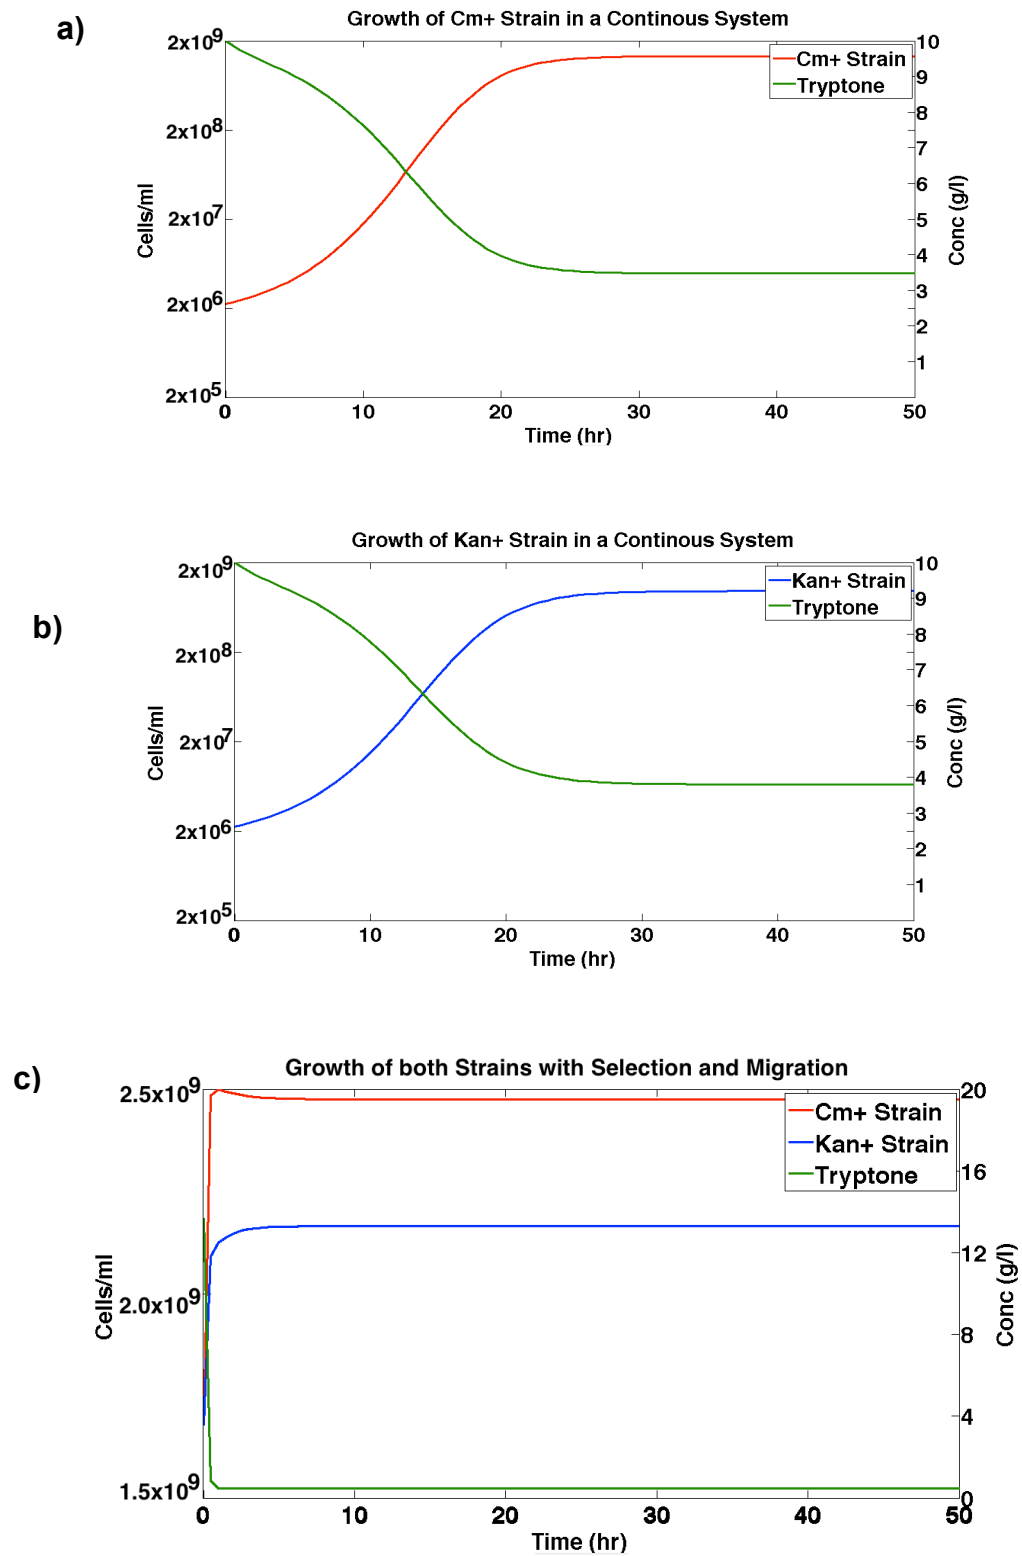 a)
Growth of Cm+ Strain in a Continous System
2x10^9
2x10^8
2x10^7
2x10^6
2x10^5
Cells/ml
Cm+ Strain
Tryptone
10
9
8
7
6
5
4
3
2
1
Conc (g/l)
0 10 20 30 40 50
Time (hr)
b)
Growth of Kan+ Strain in a Continous System
2x10^9
2x10^8
2x10^7
2x10^6
2x10^5
Cells/ml
Kan+ Strain
Tryptone
10
9
8
7
6
5
4
3
2
1
Conc (g/l)
0 10 20 30 40 50
Time (hr)
c)
Growth of both Strains with Selection and Migration
2.5x10^9
2.0x10^9
1.5x10^9
Cells/ml
Cm+ Strain
Kan+ Strain
Tryptone
20
16
12
8
4
0
Conc (g/l)
0 10 20 30 40 50
Time (hr)